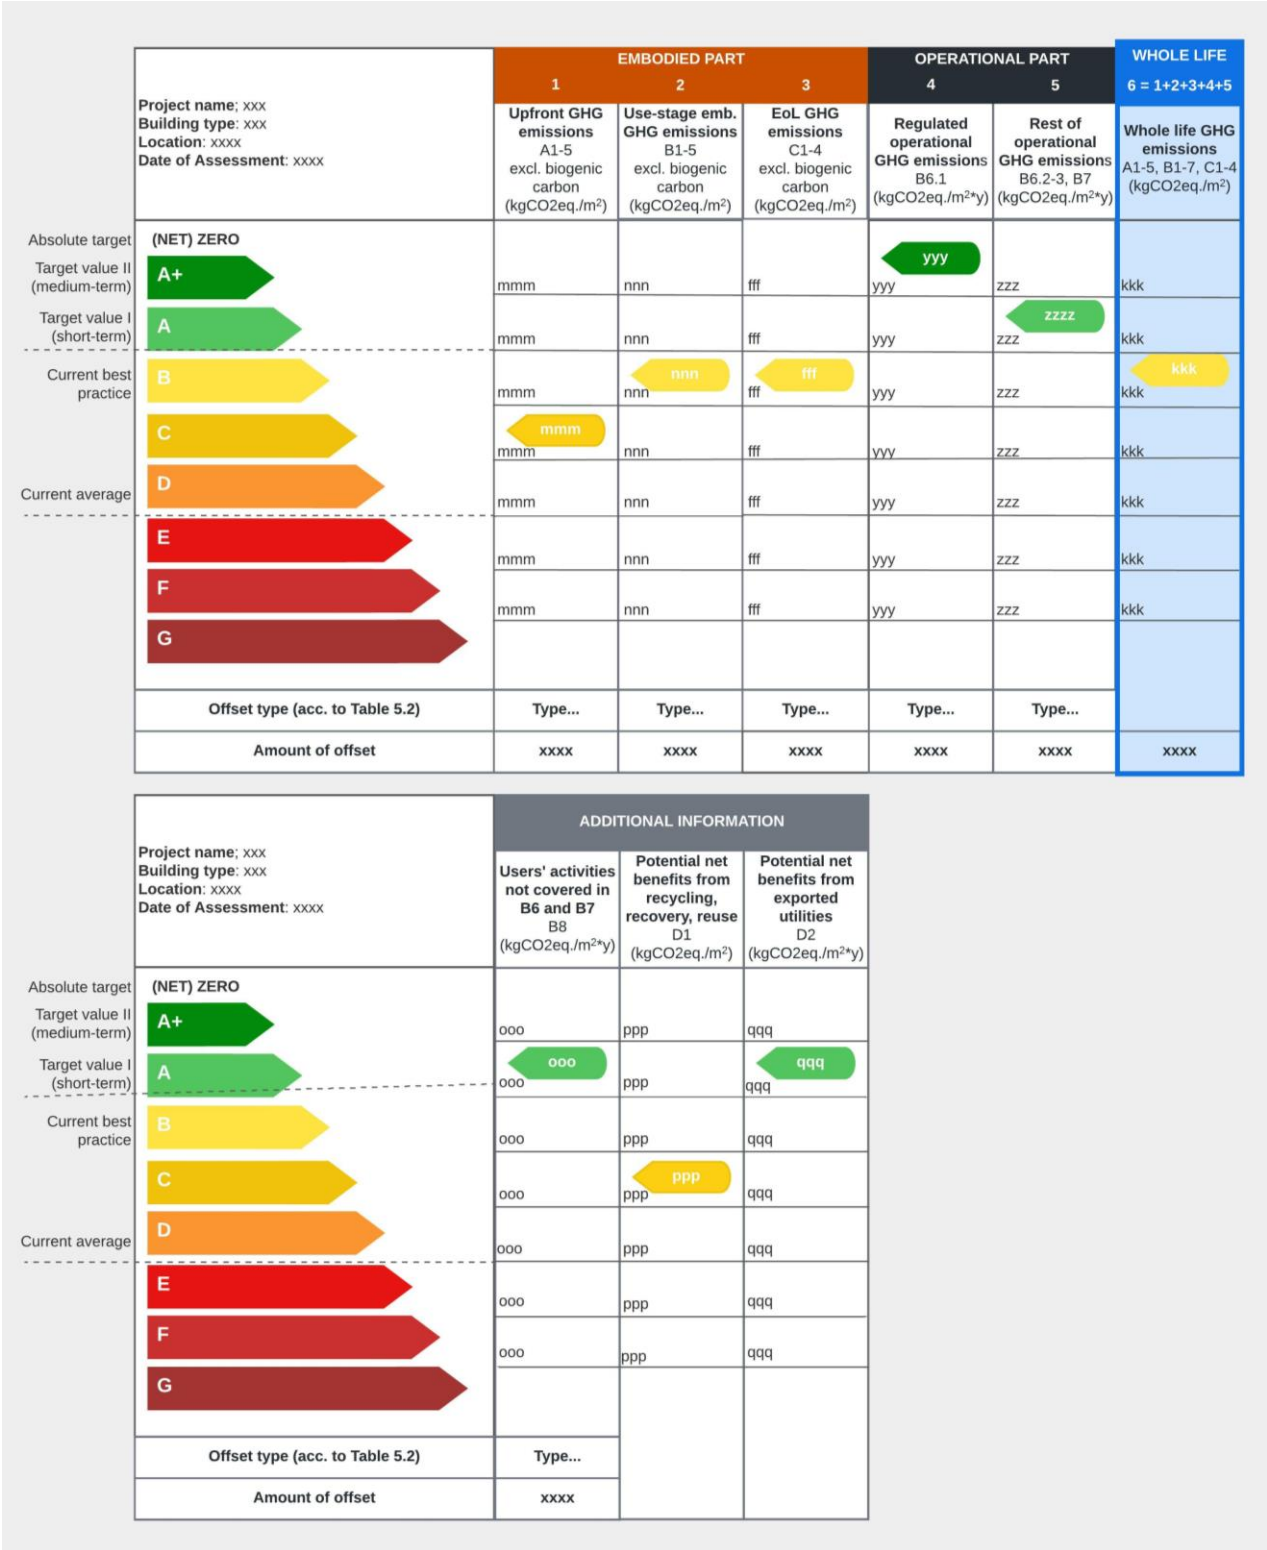 EMBODIED PART
OPERATIONAL PART
WHOLE LIFE
1
2
3
4
5
6 = 1+2+3+4+5
Project name; xxx
Building type: xxx
Location: xxxx
Date of Assessment: xxxx
Upfront GHG
emissions
A1-5
excl. biogenic
carbon
(kgCO2eq./m²)
Use-stage emb.
GHG emissions
B1-5
excl. biogenic
carbon
(kgCO2eq./m²)
EoL GHG
emissions
C1-4
excl. biogenic
carbon
(kgCO2eq./m²)
Regulated
operational
GHG emissions
B6.1
(kgCO2eq./m²*y)
Rest of
operational
GHG emissions
B6.2-3, B7
(kgCO2eq./m²*y)
Whole life GHG
emissions
A1-5, B1-7, C1-4
(kgCO2eq./m²)
Absolute target
(NET) ZERO
Target value II
(medium-term)
A+
yyy
mmm
nnn
fff
yyy
zzz
kkk
Target value I
(short-term)
A
zzzz
mmm
nnn
fff
yyy
zzz
kkk
Current best
practice
B
nnn
fff
kkk
mmm
nnn
fff
yyy
zzz
kkk
C
mmm
mmm
nnn
fff
yyy
zzz
kkk
Current average
D
mmm
nnn
fff
yyy
zzz
kkk
E
mmm
nnn
fff
yyy
zzz
kkk
F
mmm
nnn
fff
yyy
zzz
kkk
G
Offset type (acc. to Table 5.2)
Type...
Type...
Type...
Type...
Type...
Amount of offset
xxxx
xxxx
xxxx
xxxx
xxxx
xxxx
ADDITIONAL INFORMATION
Project name; xxx
Building type: xxx
Location: xxxx
Date of Assessment: xxxx
Users' activities
not covered in
B6 and B7
B8
(kgCO2eq./m²*y)
Potential net
benefits from
recycling,
recovery, reuse
D1
(kgCO2eq./m²)
Potential net
benefits from
exported
utilities
D2
(kgCO2eq./m²*y)
Absolute target
(NET) ZERO
Target value II
(medium-term)
A+
ooo
ppp
qqq
Target value I
(short-term)
A
ooo
qqq
ooo
ppp
qqq
Current best
practice
B
ooo
ppp
qqq
C
ppp
ooo
ppp
qqq
Current average
D
ooo
ppp
qqq
E
ooo
ppp
qqq
F
ooo
ppp
qqq
G
Offset type (acc. to Table 5.2)
Type...
Amount of offset
xxxx